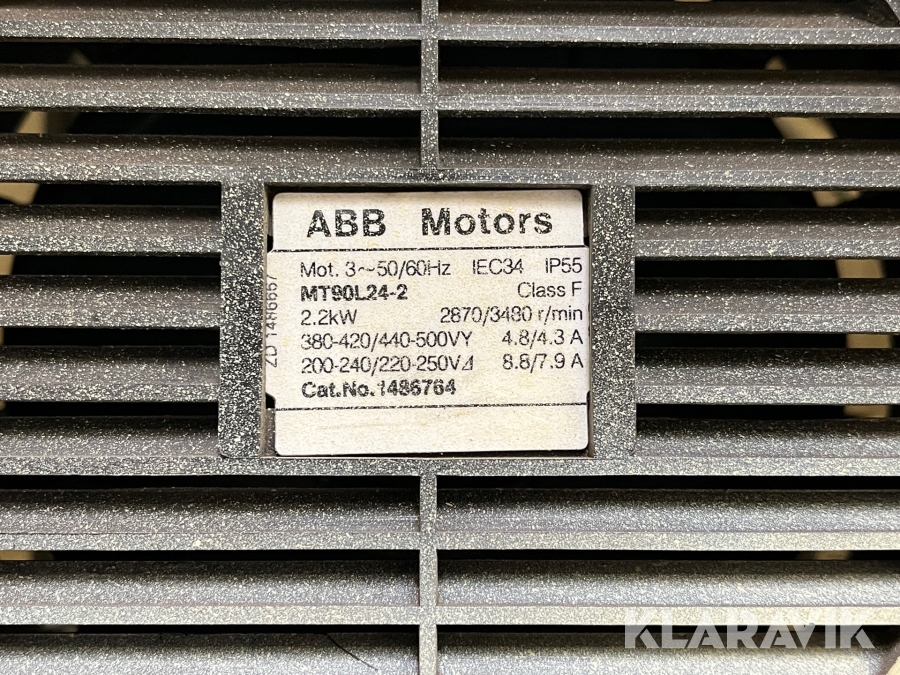 ABB Motors
Mot. 3~50/60Hz IEC34 IP55
MT90L24-2 Class F
2.2kW 2870/3480 r/min
380-420/440-500VY 4.8/4.3 A
200-240/220-250V⊿ 8.8/7.9 A
Cat.No.1486764
ZD 1486657
KLARAVIK